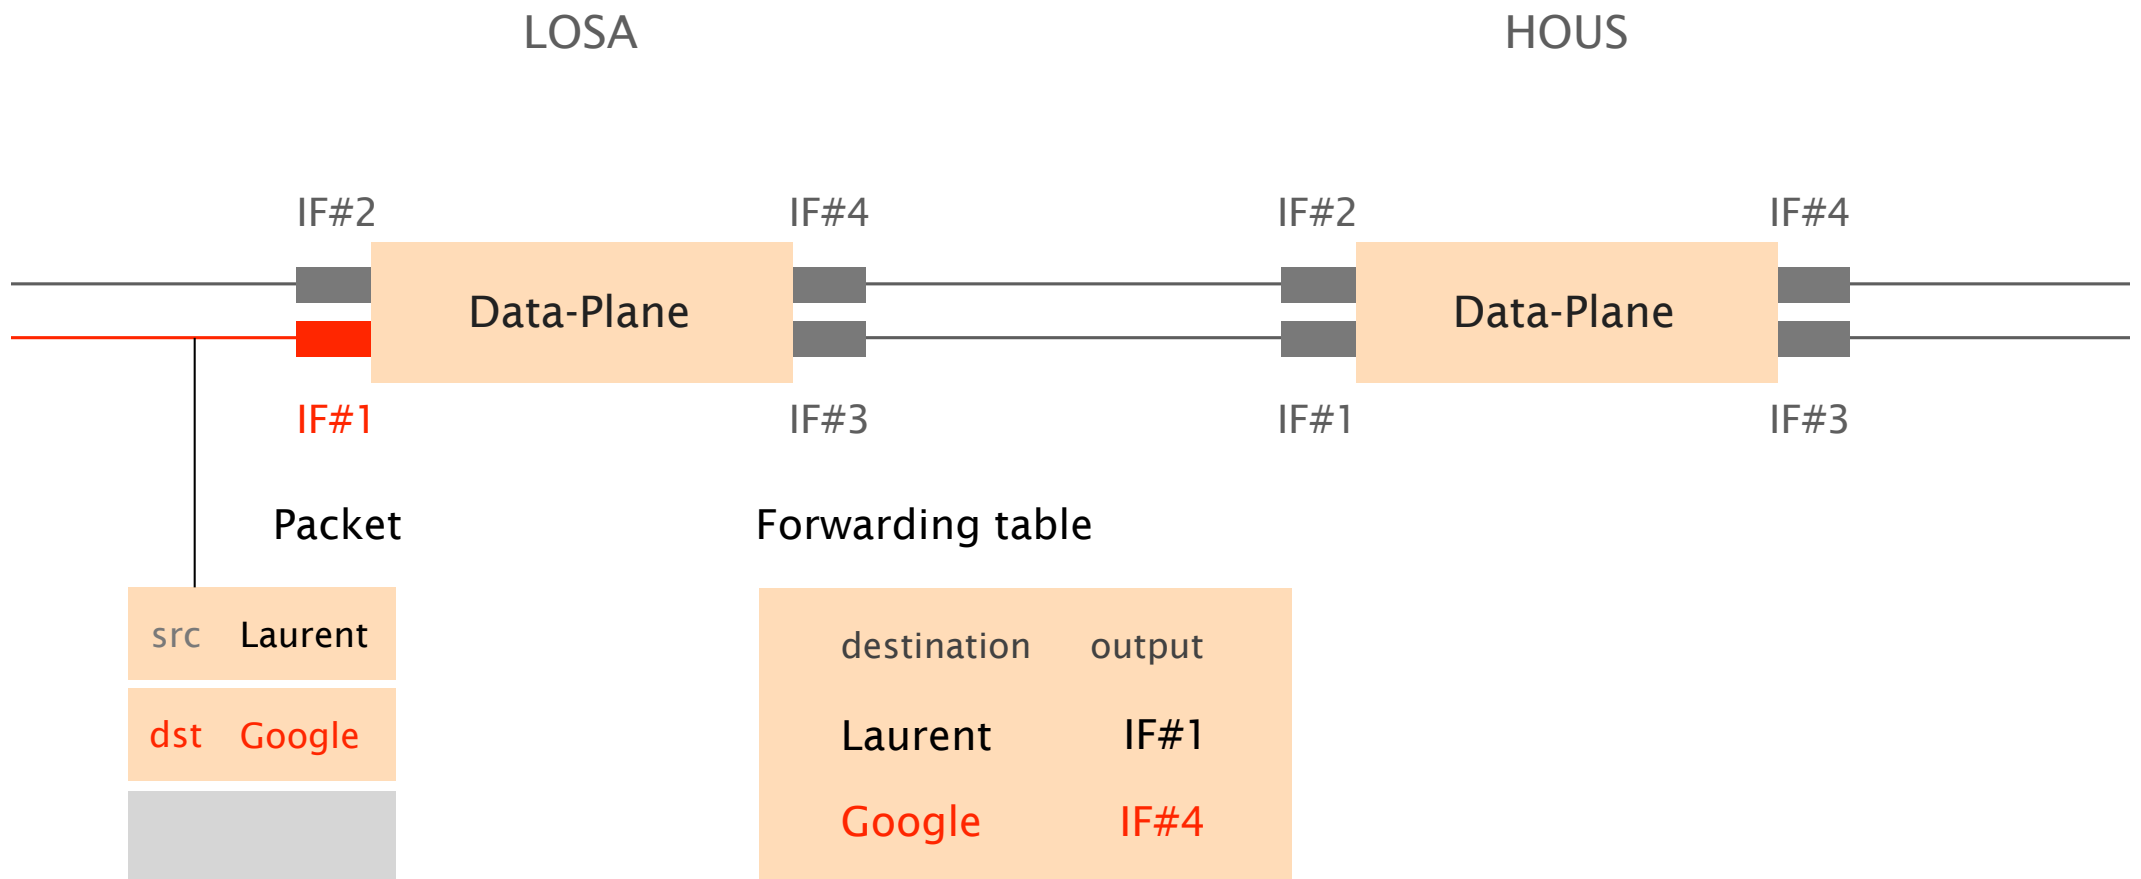 LOSA HOUS
IF#2 IF#4 IF#2 IF#4
Data-Plane Data-Plane
IF#1 IF#3 IF#1 IF#3
Packet Forwarding table
src Laurent
destination output
dst Google
Laurent IF#1
Google IF#4